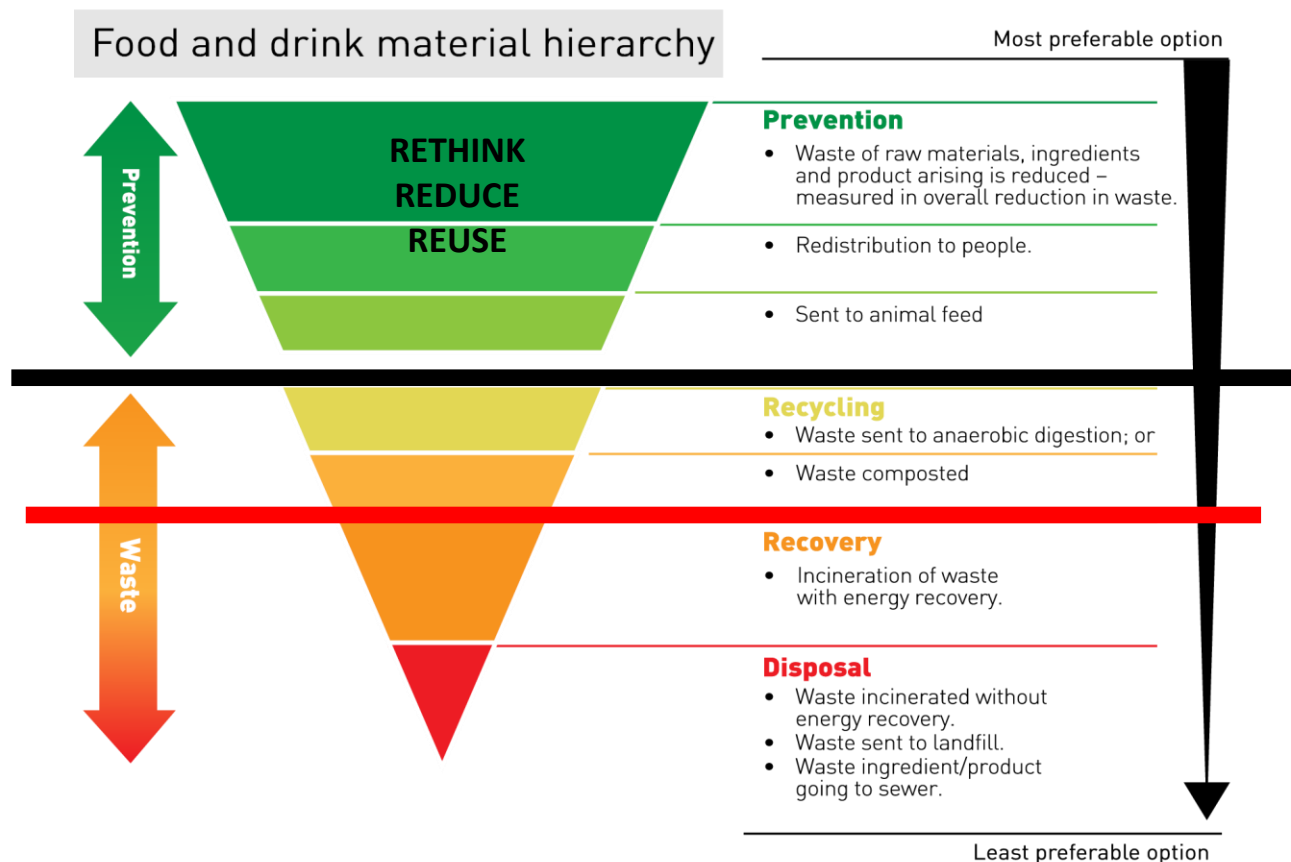 Food and drink material hierarchy
Most preferable option
Prevention
RETHINK
REDUCE
REUSE
Prevention
• Waste of raw materials, ingredients
and product arising is reduced –
measured in overall reduction in waste.
• Redistribution to people.
• Sent to animal feed
Waste
Recycling
• Waste sent to anaerobic digestion; or
• Waste composted
Recovery
• Incineration of waste
with energy recovery.
Disposal
• Waste incinerated without
energy recovery.
• Waste sent to landfill.
• Waste ingredient/product
going to sewer.
Least preferable option